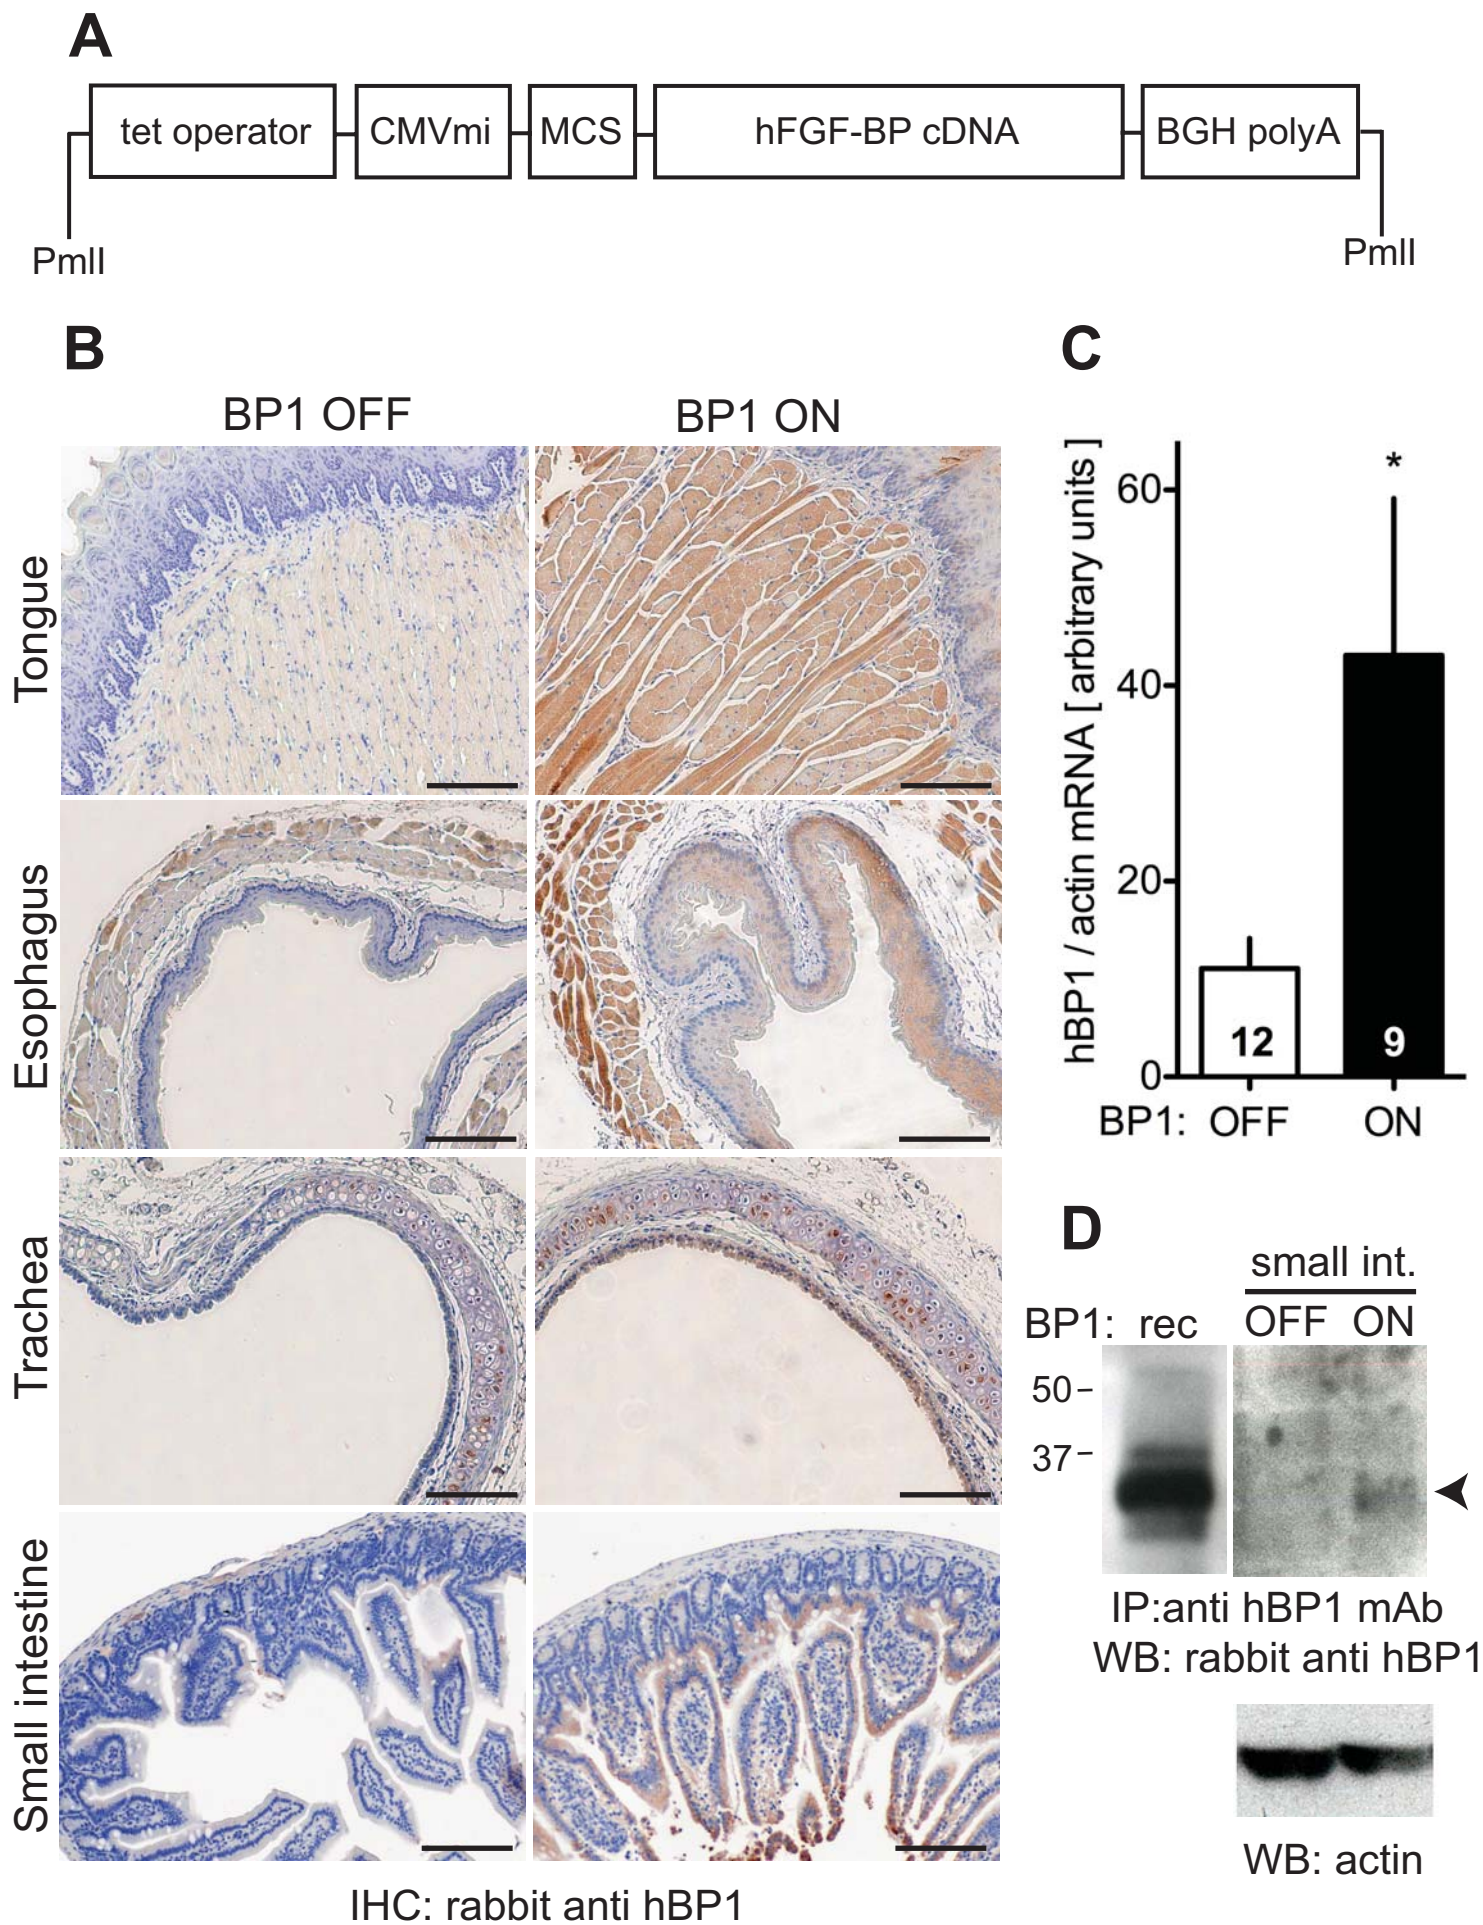 A
tet operator
CMVmi
MCS
hFGF-BP cDNA
BGH polyA
PmlI
PmlI
B
BP1 OFF
BP1 ON
Tongue
Esophagus
Trachea
Small intestine
IHC: rabbit anti hBP1
C
hBP1 / actin mRNA [ arbitrary units ]
60
40
20
0
*
12
9
BP1: OFF ON
D
small int.
BP1: rec OFF ON
50
37
IP:anti hBP1 mAb
WB: rabbit anti hBP1
WB: actin